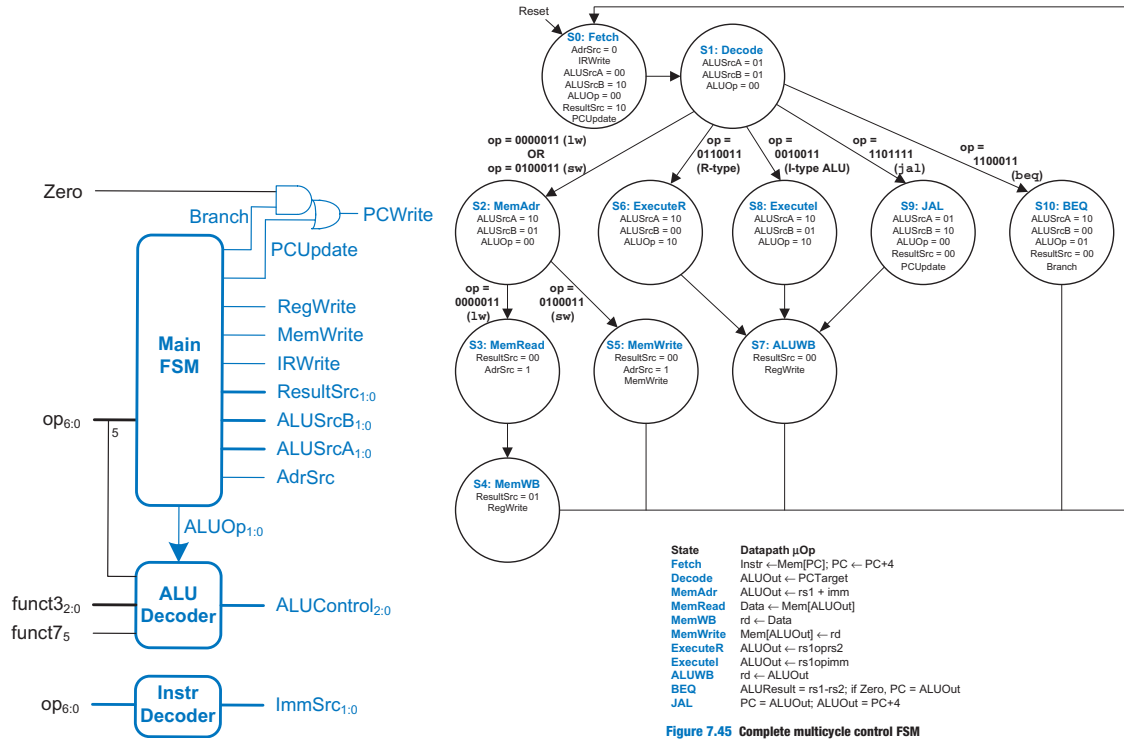 Zero
Branch
PCWrite
PCUpdate
RegWrite
MemWrite
IRWrite
ResultSrc1:0
ALUSrcB1:0
ALUSrcA1:0
AdrSrc
Main
FSM
op6:0
5
ALUOp1:0
ALU
Decoder
funct32:0
funct75
ALUControl2:0
op6:0
Instr
Decoder
ImmSrc1:0
Reset
S0: Fetch
AdrSrc = 0
IRWrite
ALUSrcA = 00
ALUSrcB = 10
ALUOp = 00
ResultSrc = 10
PCUpdate
S1: Decode
ALUSrcA = 01
ALUSrcB = 01
ALUOp = 00
op = 0000011 (lw)
OR
op = 0100011 (sw)
op =
0110011
(R-type)
op =
0010011
(I-type ALU)
op =
1101111
(jal)
op =
1100011
(beq)
S2: MemAdr
ALUSrcA = 10
ALUSrcB = 01
ALUOp = 00
S6: ExecuteR
ALUSrcA = 10
ALUSrcB = 00
ALUOp = 10
S8: ExecuteI
ALUSrcA = 10
ALUSrcB = 01
ALUOp = 10
S9: JAL
ALUSrcA = 01
ALUSrcB = 10
ALUOp = 00
ResultSrc = 00
PCUpdate
S10: BEQ
ALUSrcA = 10
ALUSrcB = 00
ALUOp = 01
ResultSrc = 00
Branch
op =
0000011
(lw)
op =
0100011
(sw)
S3: MemRead
ResultSrc = 00
AdrSrc = 1
S5: MemWrite
ResultSrc = 00
AdrSrc = 1
MemWrite
S7: ALUWB
ResultSrc = 00
RegWrite
S4: MemWB
ResultSrc = 01
RegWrite
State Datapath μOp
Fetch Instr ←Mem[PC]; PC ← PC+4
Decode ALUOut ← PCTarget
MemAdr ALUOut ← rs1 + imm
MemRead Data ← Mem[ALUOut]
MemWB rd ← Data
MemWrite Mem[ALUOut] ← rd
ExecuteR ALUOut ← rs1oprs2
ExecuteI ALUOut ← rs1opimm
ALUWB rd ← ALUOut
BEQ ALUResult = rs1-rs2; if Zero, PC = ALUOut
JAL PC = ALUOut; ALUOut = PC+4
Figure 7.45 Complete multicycle control FSM